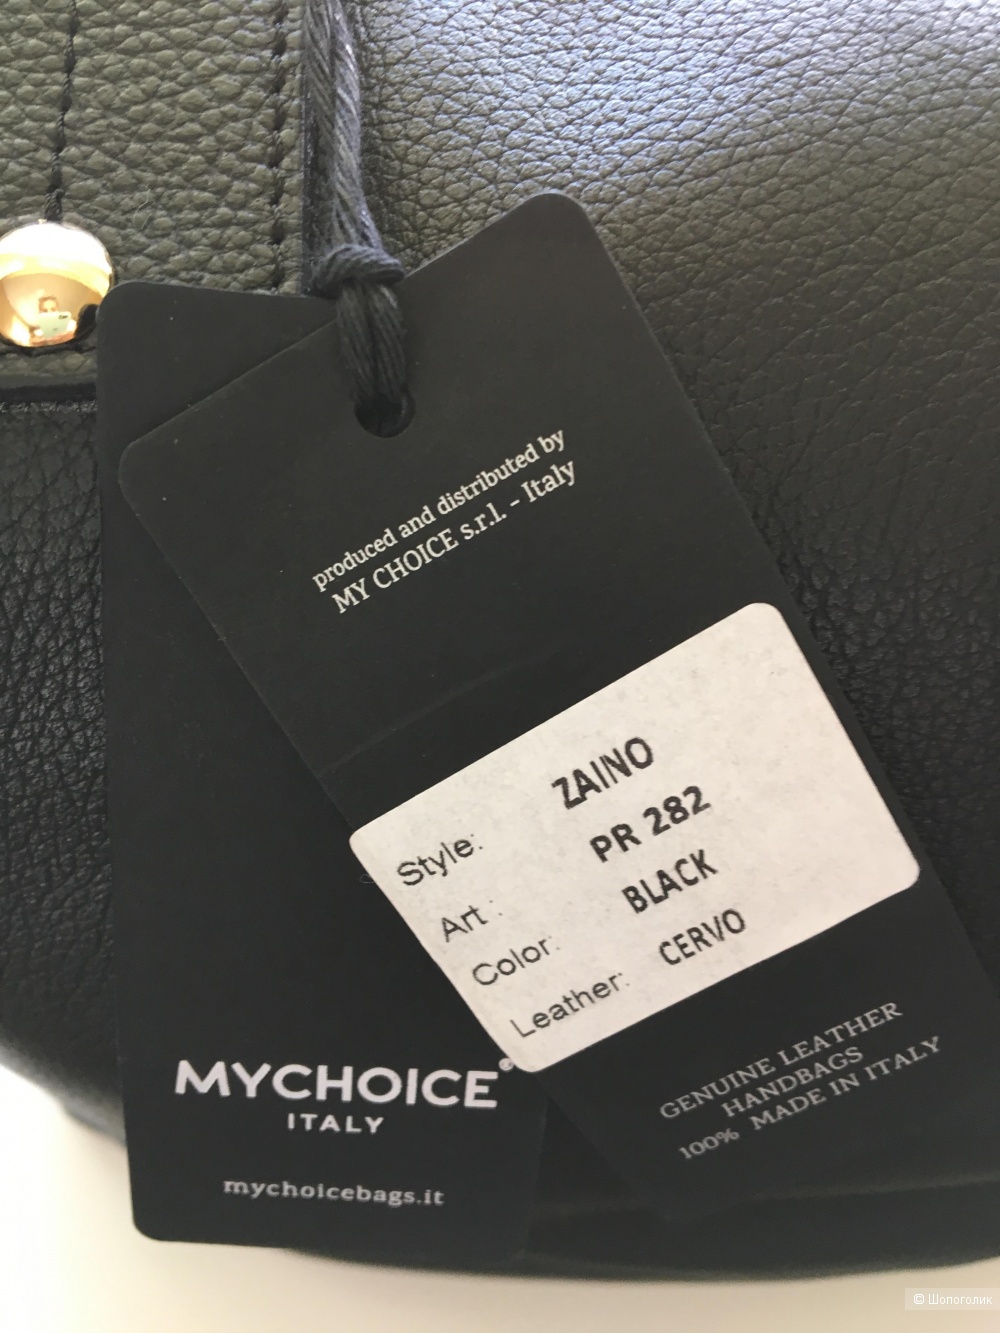 produced and distributed by
MY CHOICE s.r.l. - Italy
Style: ZAINO
Art : PR 282
Color: BLACK
Leather: CERVO
GENUINE LEATHER
HANDBAGS
100% MADE IN ITALY
MYCHOICE®
ITALY
mychoicebags.it
© Шопоголик